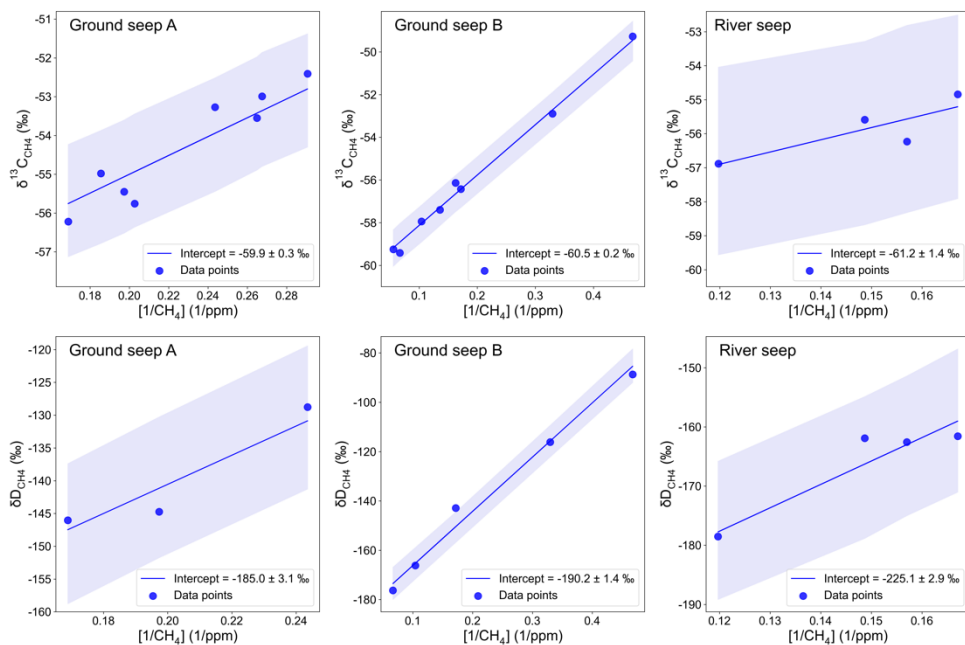 Ground seep A
δ¹³C_CH4 (‰)
-51
-52
-53
-54
-55
-56
-57
Intercept = -59.9 ± 0.3 ‰
Data points
0.18 0.20 0.22 0.24 0.26 0.28
[1/CH₄] (1/ppm)
Ground seep B
δ¹³C_CH4 (‰)
-50
-52
-54
-56
-58
-60
Intercept = -60.5 ± 0.2 ‰
Data points
0.1 0.2 0.3 0.4
[1/CH₄] (1/ppm)
River seep
δ¹³C_CH4 (‰)
-53
-54
-55
-56
-57
-58
-59
-60
Intercept = -61.2 ± 1.4 ‰
Data points
0.12 0.13 0.14 0.15 0.16
[1/CH₄] (1/ppm)
Ground seep A
δD_CH4 (‰)
-120
-125
-130
-135
-140
-145
-150
-155
-160
Intercept = -185.0 ± 3.1 ‰
Data points
0.18 0.20 0.22 0.24
[1/CH₄] (1/ppm)
Ground seep B
δD_CH4 (‰)
-80
-100
-120
-140
-160
-180
Intercept = -190.2 ± 1.4 ‰
Data points
0.1 0.2 0.3 0.4
[1/CH₄] (1/ppm)
River seep
δD_CH4 (‰)
-150
-160
-170
-180
-190
Intercept = -225.1 ± 2.9 ‰
Data points
0.12 0.13 0.14 0.15 0.16
[1/CH₄] (1/ppm)